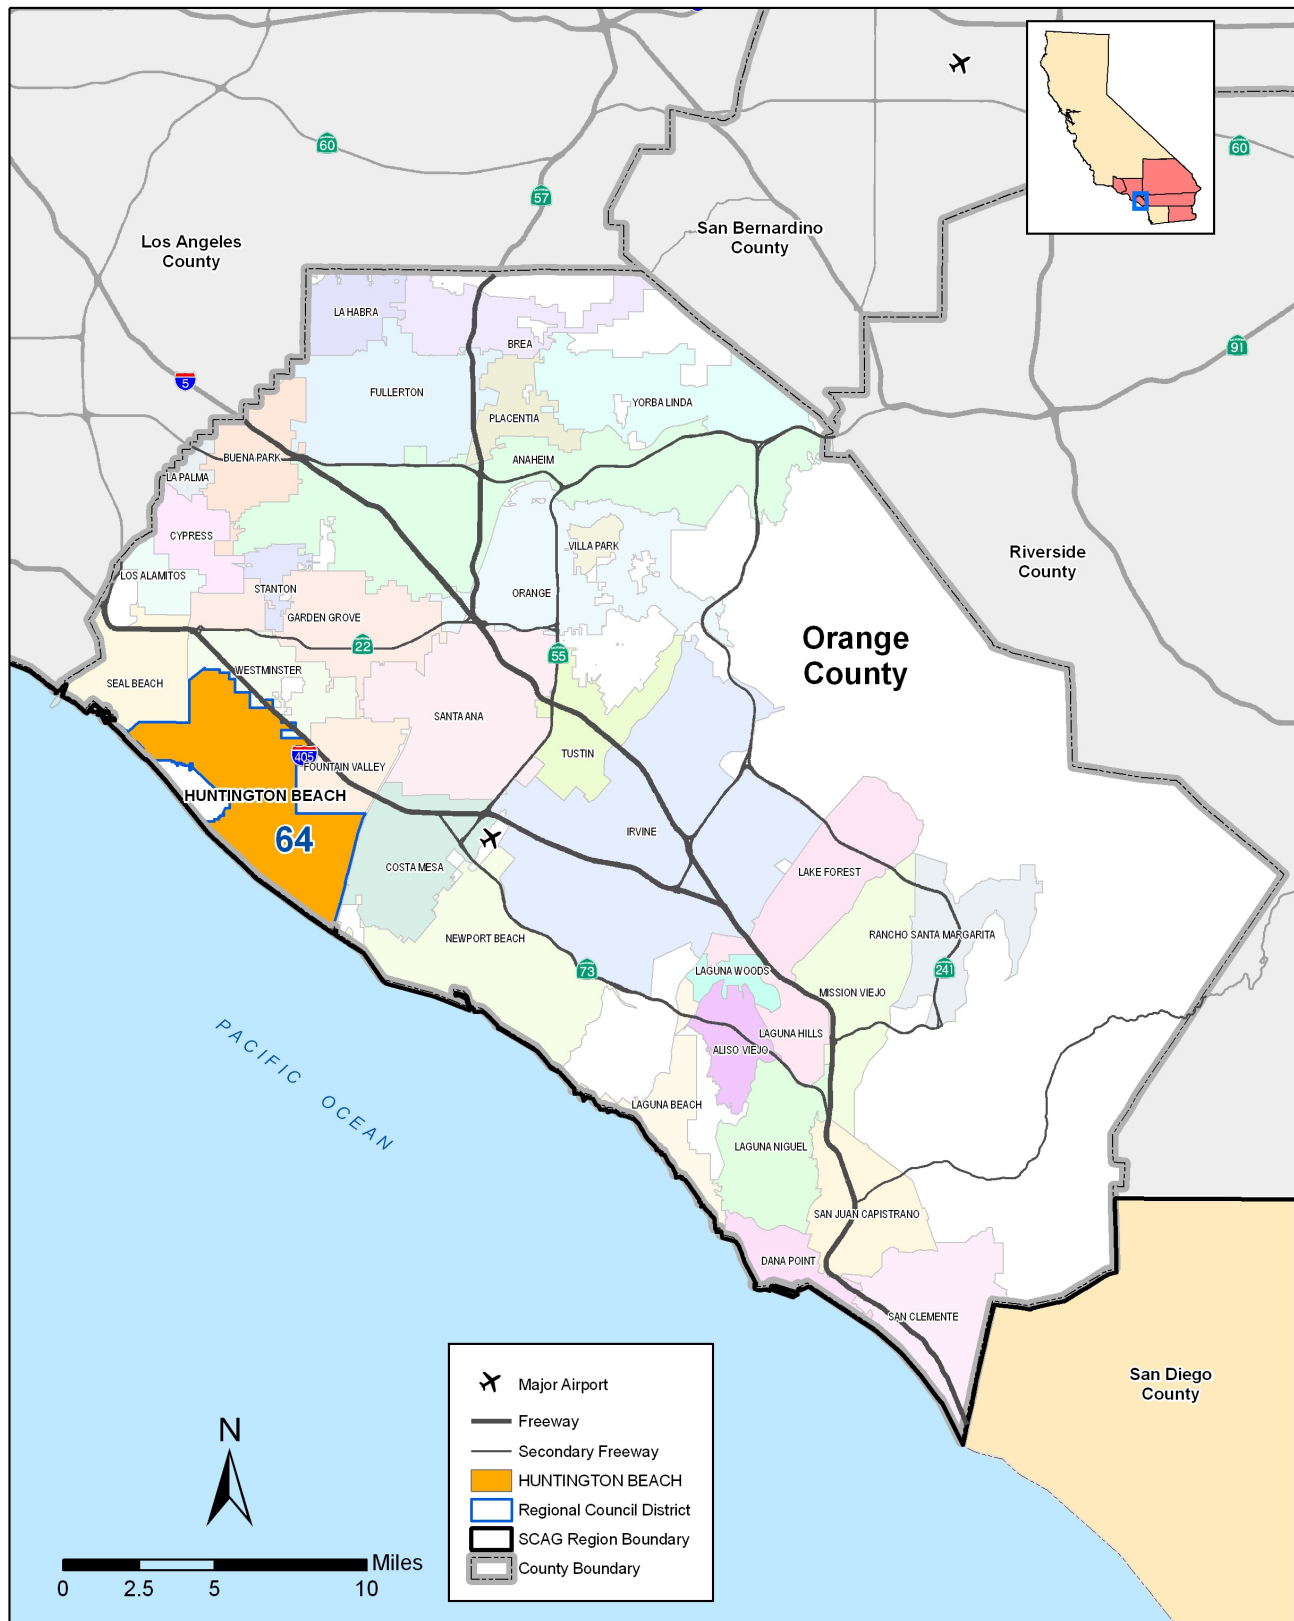 60
57
60
Los Angeles
County
San Bernardino
County
LA HABRA
BREA
91
5
FULLERTON
YORBA LINDA
PLACENTIA
BUENA PARK
ANAHEIM
LA PALMA
CYPRESS
VILLA PARK
Riverside
County
LOS ALAMITOS
STANTON
ORANGE
GARDEN GROVE
22
55
Orange
County
WESTMINSTER
SEAL BEACH
SANTA ANA
TUSTIN
405
FOUNTAIN VALLEY
HUNTINGTON BEACH
64
IRVINE
COSTA MESA
LAKE FOREST
RANCHO SANTA MARGARITA
NEWPORT BEACH
73
LAGUNA WOODS
241
MISSION VIEJO
LAGUNA HILLS
ALISO VIEJO
PACIFIC OCEAN
LAGUNA BEACH
LAGUNA NIGUEL
SAN JUAN CAPISTRANO
DANA POINT
SAN CLEMENTE
San Diego
County
Major Airport
Freeway
Secondary Freeway
HUNTINGTON BEACH
Regional Council District
SCAG Region Boundary
County Boundary
N
Miles
0 2.5 5 10